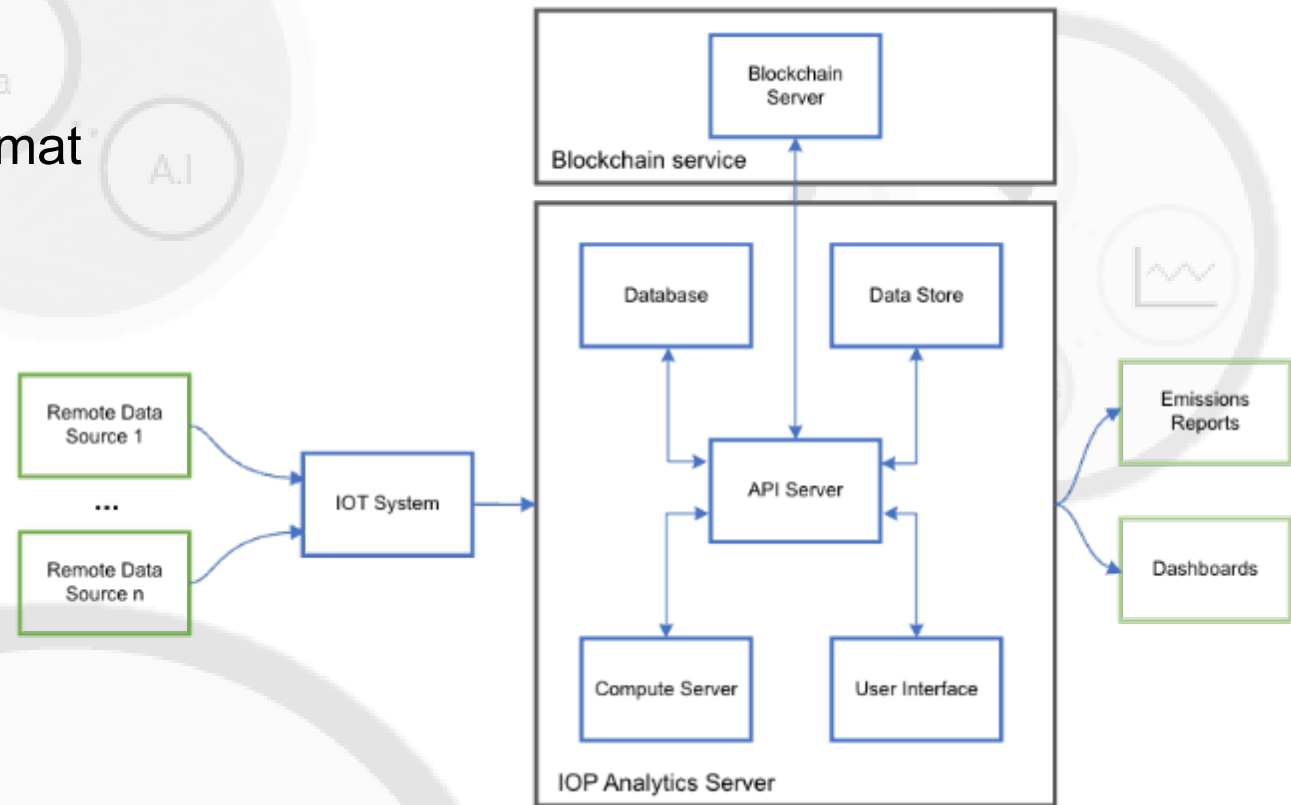 mat
A.I
Blockchain
Server
Blockchain service
Database
Data Store
Remote Data
Source 1
...
Remote Data
Source n
IOT System
API Server
Compute Server
User Interface
IOP Analytics Server
Emissions
Reports
Dashboards